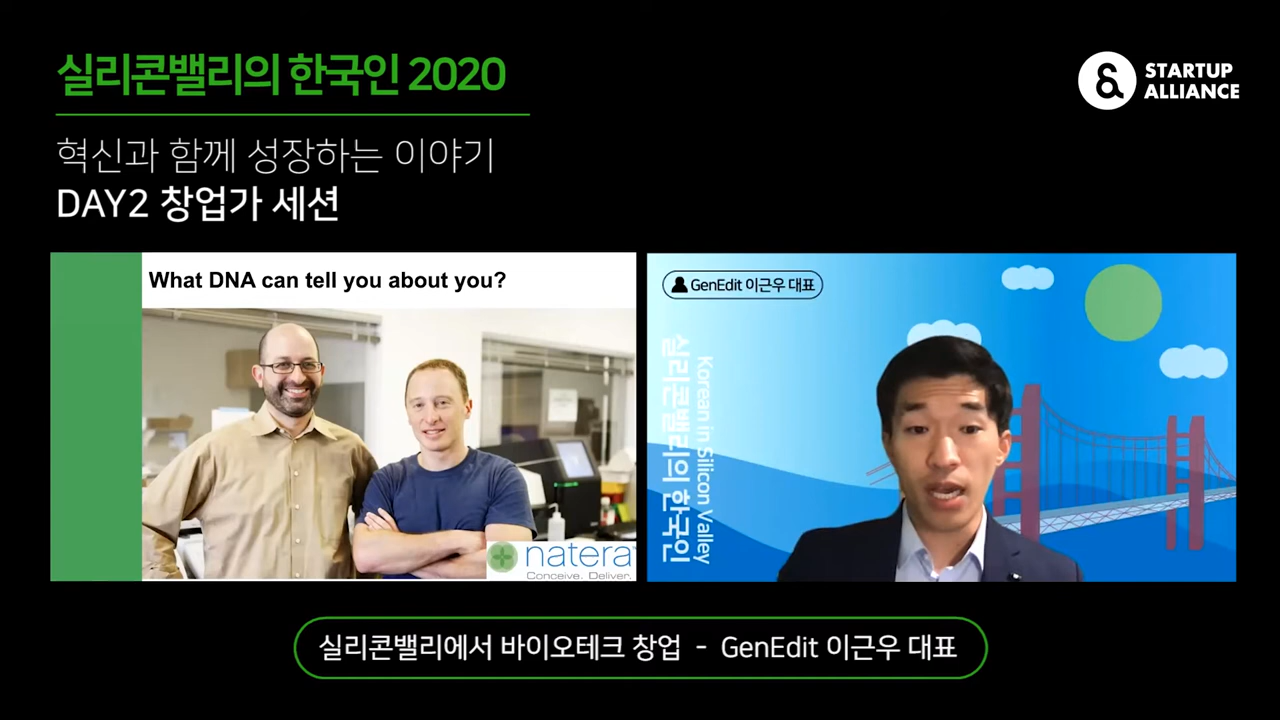 실리콘밸리의 한국인 2020
STARTUP
ALLIANCE
혁신과 함께 성장하는 이야기
DAY2 창업가 세션
What DNA can tell you about you?
natera
Conceive. Deliver.
GenEdit 이근우 대표
Korean in Silicon Valley
실리콘밸리의 한국인
실리콘밸리에서 바이오테크 창업 - GenEdit 이근우 대표